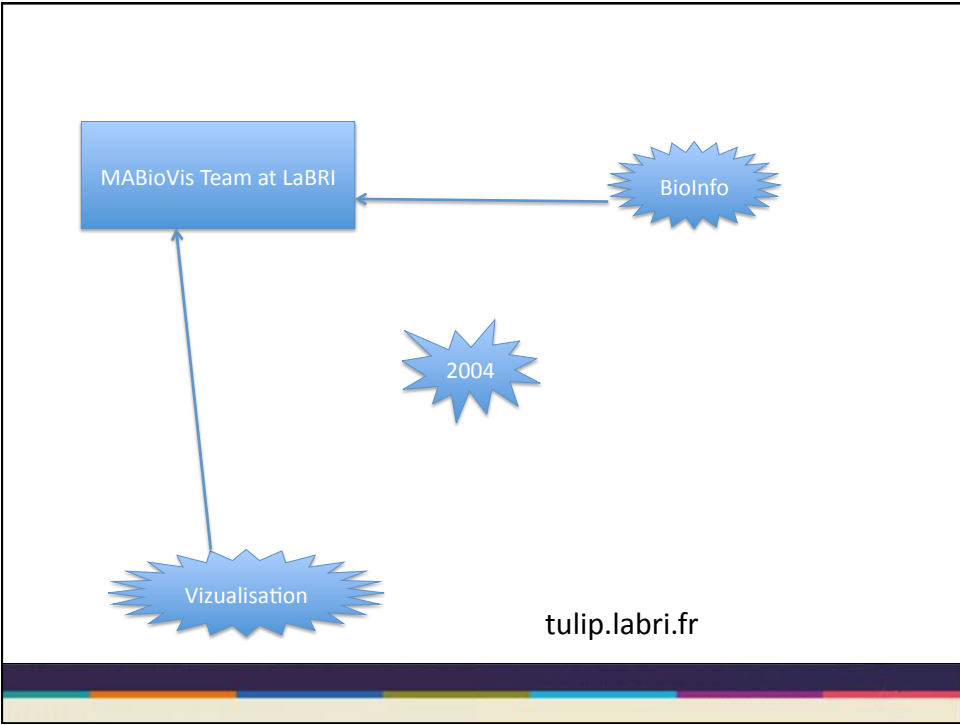 MABioVis Team at LaBRI
BioInfo
2004
Vizualisation
tulip.labri.fr